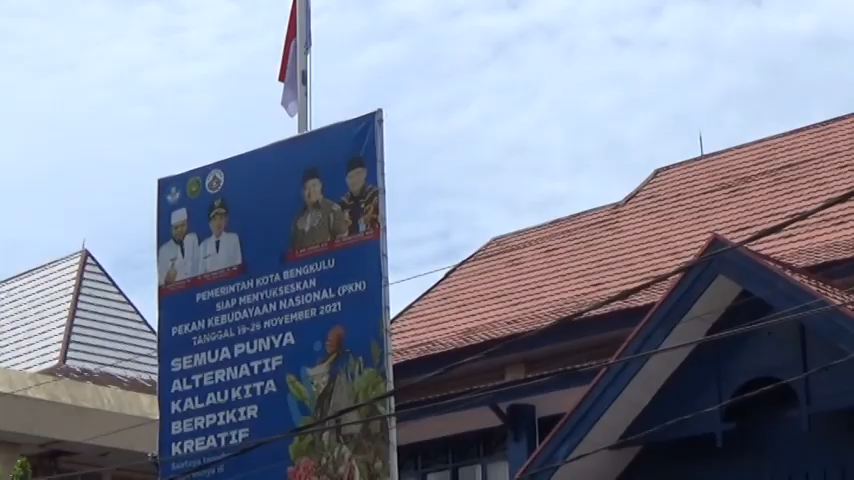 PEMERINTAH KOTA BENGKULU
SIAP MENYUKSESKAN
PEKAN KEBUDAYAAN NASIONAL (PKN)
TANGGAL 19-26 NOVEMBER 2021
SEMUA PUNYA
ALTERNATIF
KALAU KITA
BERPIKIR
KREATIF